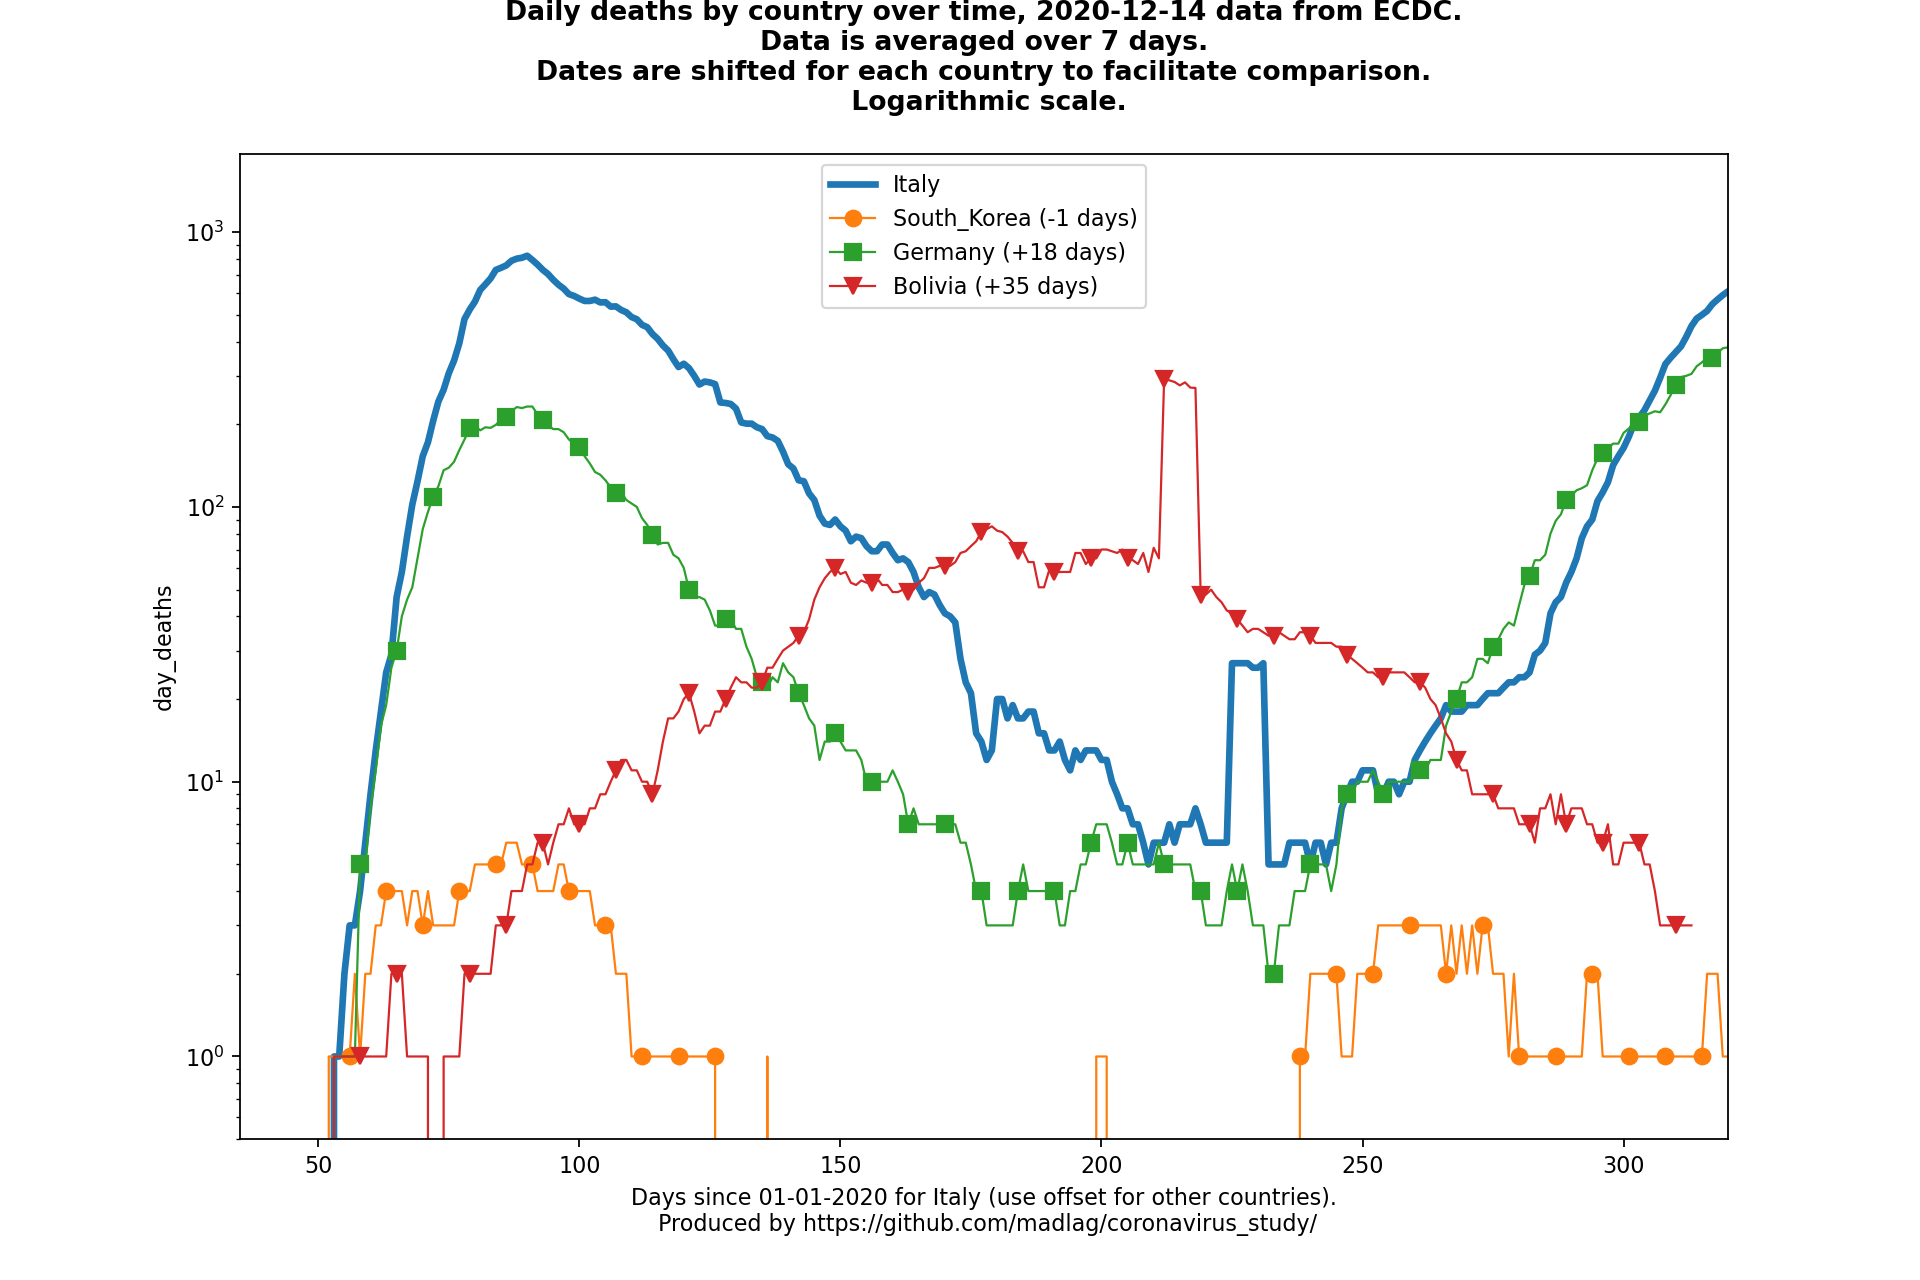 Daily deaths by country over time, 2020-12-14 data from ECDC.
Data is averaged over 7 days.
Dates are shifted for each country to facilitate comparison.
Logarithmic scale.
Italy
South_Korea (-1 days)
Germany (+18 days)
Bolivia (+35 days)
10³
10²
10¹
10⁰
day_deaths
50 100 150 200 250 300
Days since 01-01-2020 for Italy (use offset for other countries).
Produced by https://github.com/madlag/coronavirus_study/